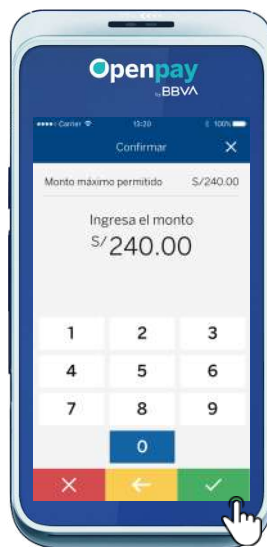 Openpay
by BBVA
Carrier 13:20 100%
Confirmar
Monto máximo permitido S/240.00
Ingresa el monto
S/240.00
1 2 3
4 5 6
7 8 9
0